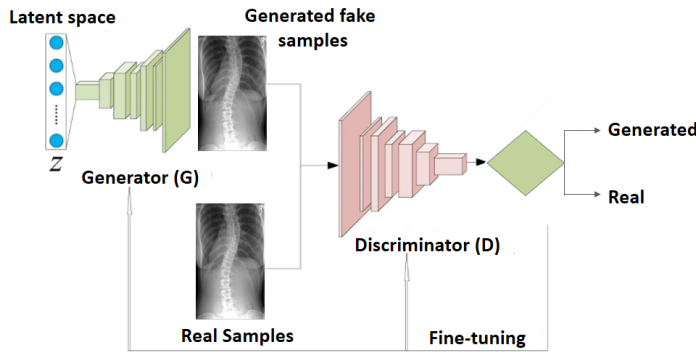 Latent space
Generated fake
samples
z
Generator (G)
Generated
Real
Discriminator (D)
Real Samples
Fine-tuning